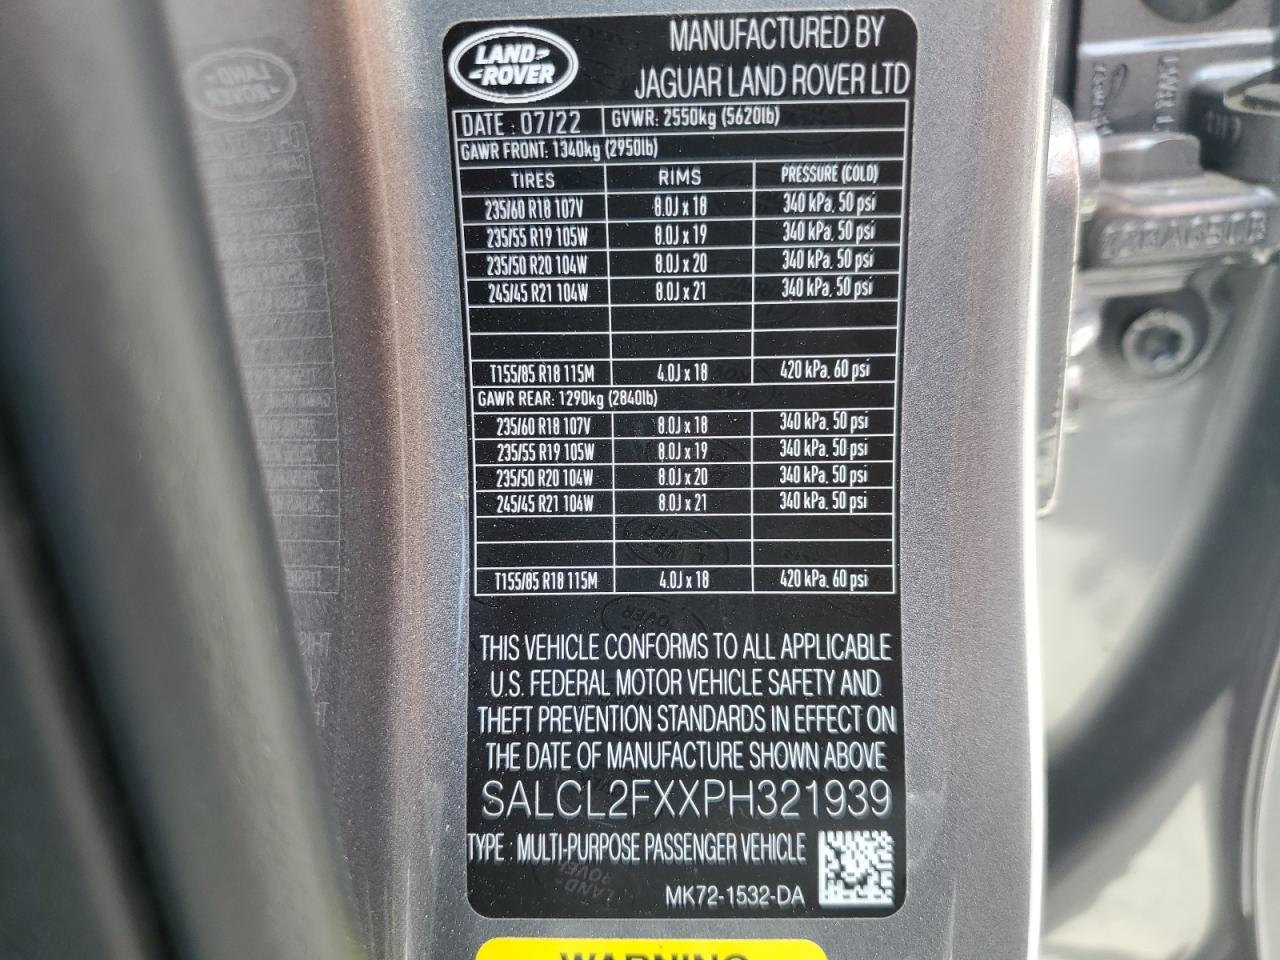 LAND ROVER
MANUFACTURED BY
JAGUAR LAND ROVER LTD
DATE : 07/22 GVWR: 2550kg (5620lb)
GAWR FRONT: 1340kg (2950lb)
TIRES RIMS PRESSURE (COLD)
235/60 R18 107V 8.0J x 18 340 kPa, 50 psi
235/55 R19 105W 8.0J x 19 340 kPa, 50 psi
235/50 R20 104W 8.0J x 20 340 kPa, 50 psi
245/45 R21 104W 8.0J x 21 340 kPa, 50 psi
T155/85 R18 115M 4.0J x 18 420 kPa, 60 psi
GAWR REAR: 1290kg (2840lb)
235/60 R18 107V 8.0J x 18 340 kPa, 50 psi
235/55 R19 105W 8.0J x 19 340 kPa, 50 psi
235/50 R20 104W 8.0J x 20 340 kPa, 50 psi
245/45 R21 104W 8.0J x 21 340 kPa, 50 psi
T155/85 R18 115M 4.0J x 18 420 kPa, 60 psi
THIS VEHICLE CONFORMS TO ALL APPLICABLE
U.S. FEDERAL MOTOR VEHICLE SAFETY AND
THEFT PREVENTION STANDARDS IN EFFECT ON
THE DATE OF MANUFACTURE SHOWN ABOVE
SALCL2FXXPH321939
TYPE : MULTI-PURPOSE PASSENGER VEHICLE
MK72-1532-DA
WARNING